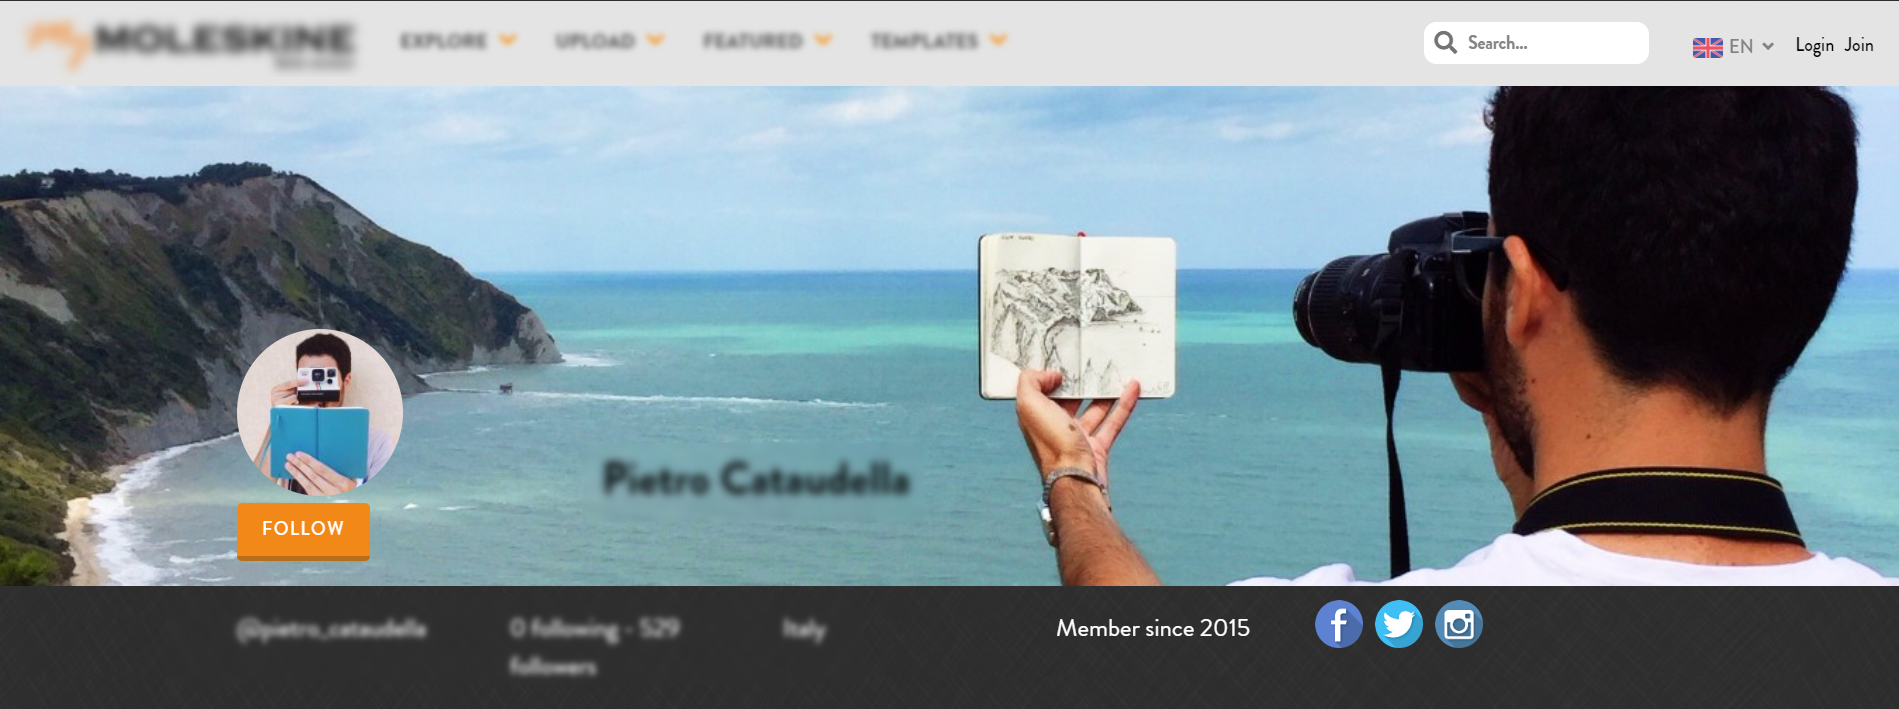 MOLESKINE
EXPLORE UPLOAD FEATURED TEMPLATES
Search...
EN Login Join
Pietro Cataudella
FOLLOW
@pietro_cataudella 0 following - 529 followers Italy Member since 2015